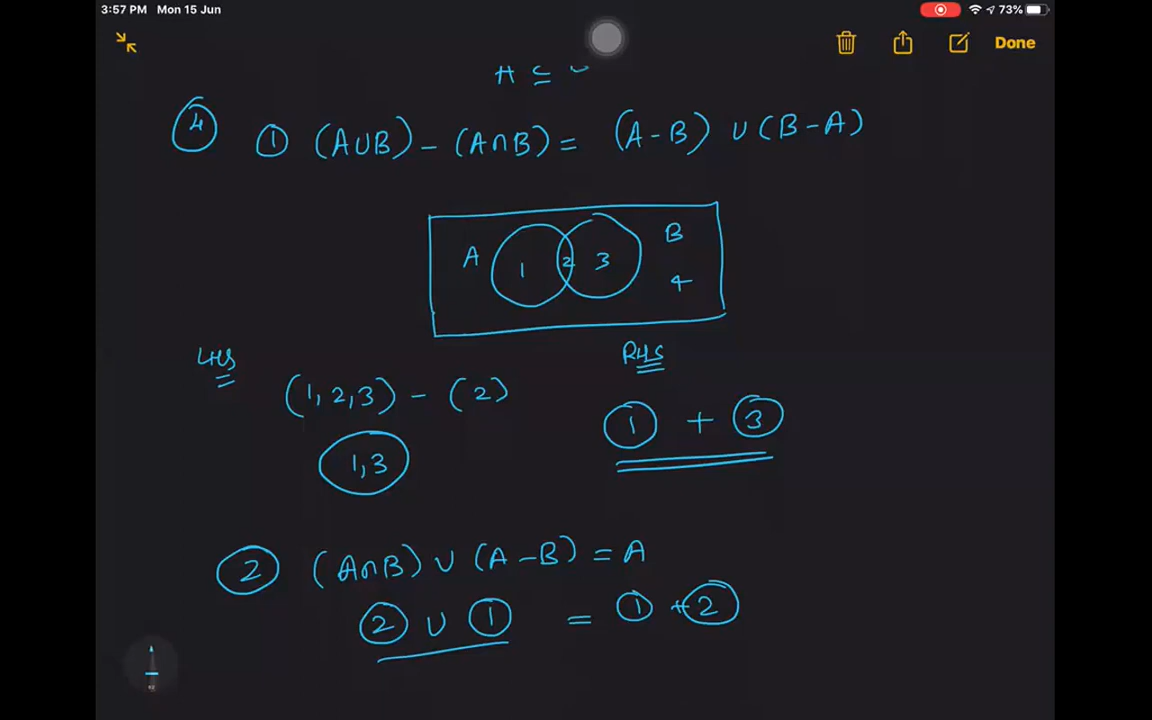 3:57 PM Mon 15 Jun 73%
Done
A ⊆
④ ① (A∪B) - (A∩B) = (A-B) ∪ (B-A)
A 1 2 3 B
4
LHS RHS
(1,2,3) - (2)
① + ③
1,3
② (A∩B) ∪ (A-B) = A
② ∪ ① = ① + ②